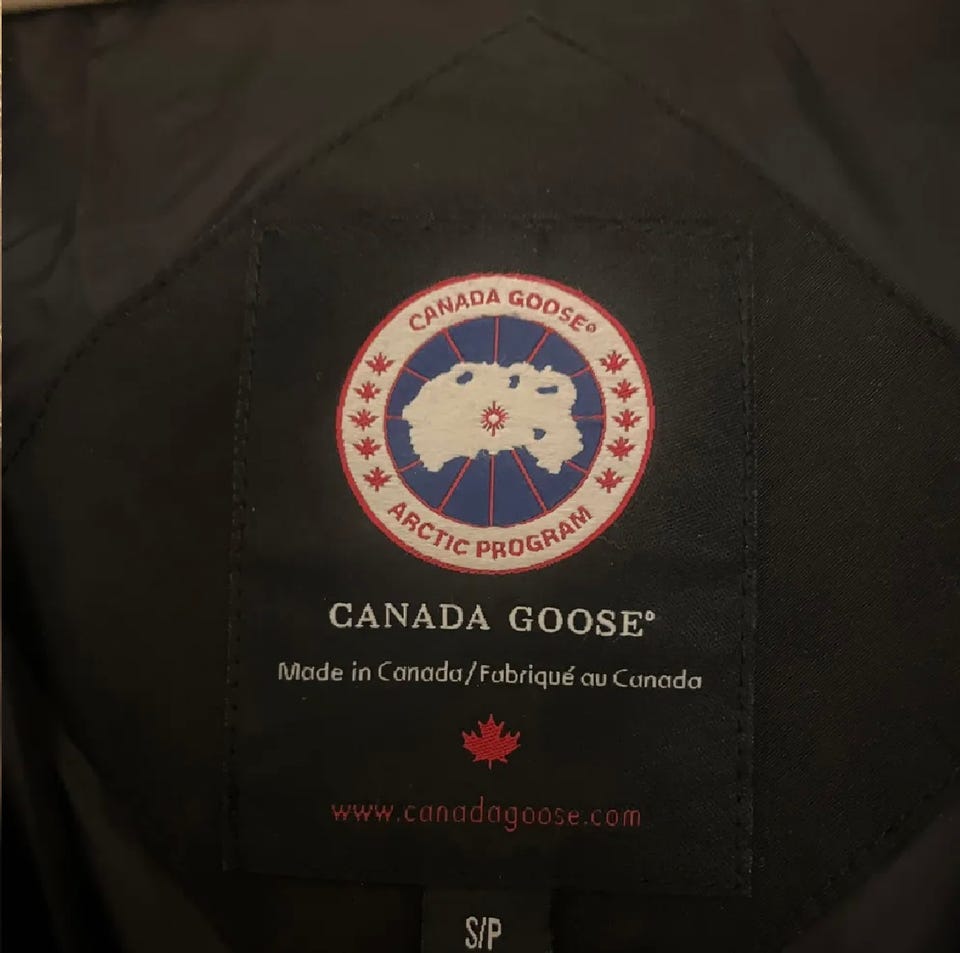 CANADA GOOSE®
ARCTIC PROGRAM
CANADA GOOSE®
Made in Canada/Fabriqué au Canada
www.canadagoose.com
S/P